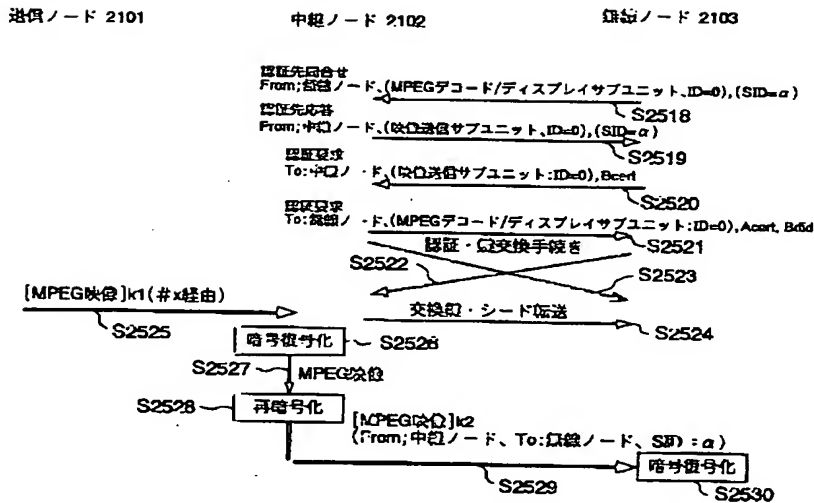 送信ノード 2101
中継ノード 2102
無線ノード 2103
認証先問合せ
From;無線ノード、(MPEGデコード/ディスプレイサブユニット、ID=0), (SID=α)
S2518
認証先応答
From;中継ノード、(映像送信サブユニット、ID=0), (SID=α)
S2519
認証要求
To:中継ノード、(映像送信サブユニット:ID=0), Bcert
S2520
認証要求
To:無線ノード、(MPEGデコード/ディスプレイサブユニット:ID=0), Acert,
S2521
認証・鍵交換手続き
S2522
S2523
[MPEG映像]k1(#x経由)
S2525
交換鍵・シード転送
S2524
暗号復号化
S2526
S2527
MPEG映像
S2528
再暗号化
[MPEG映像]k2
(From;中継ノード、To:無線ノード、SID:α)
暗号復号化
S2529
S2530